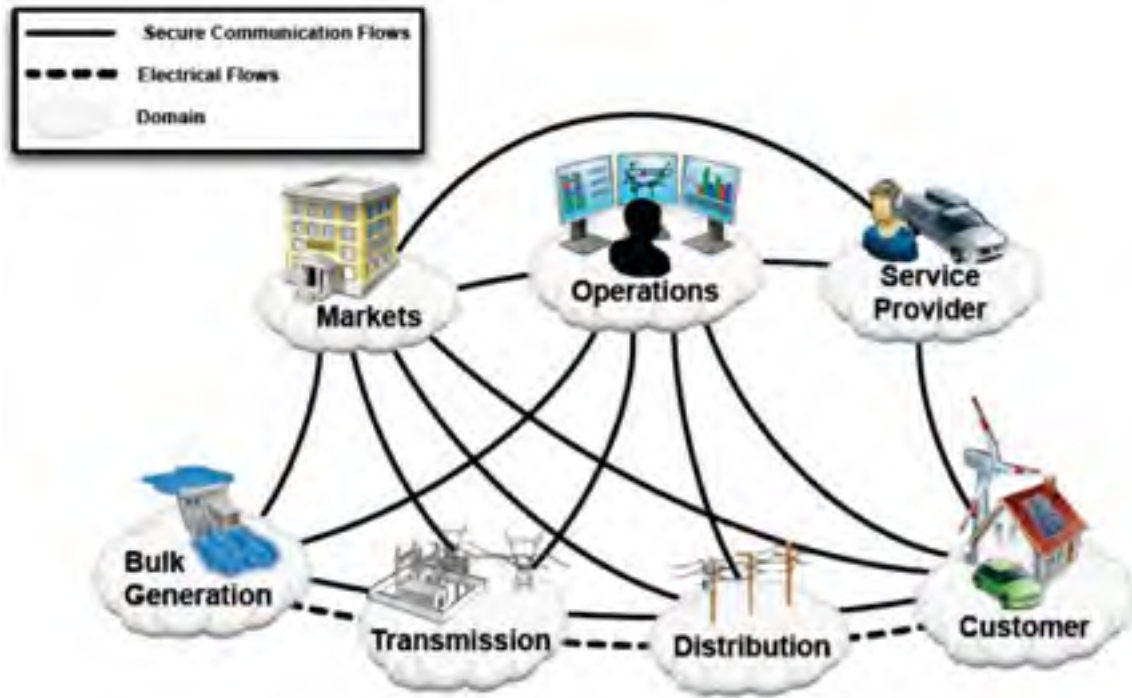 Secure Communication Flows
Electrical Flows
Domain
Markets
Operations
Service
Provider
Bulk
Generation
Transmission
Distribution
Customer